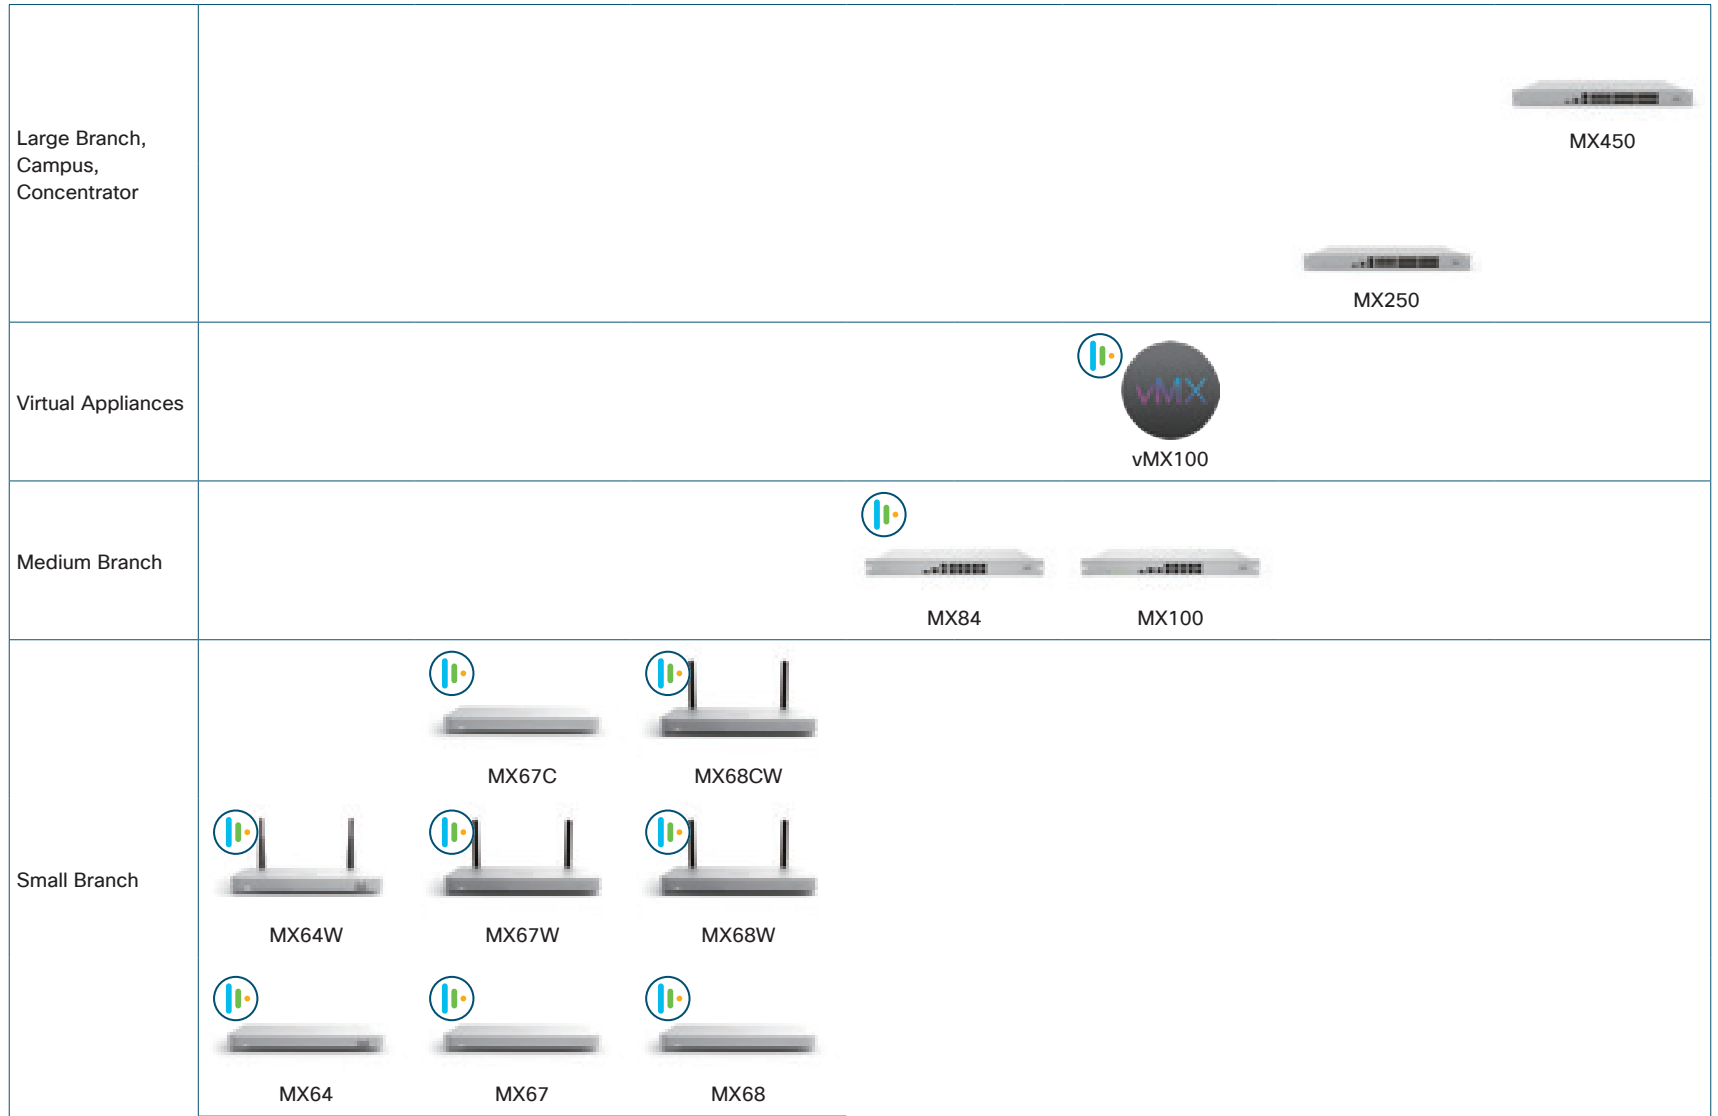 Large Branch,
Campus,
Concentrator
MX450
MX250
Virtual Appliances
vMX
vMX100
Medium Branch
MX84
MX100
Small Branch
MX67C
MX68CW
MX64W
MX67W
MX68W
MX64
MX67
MX68